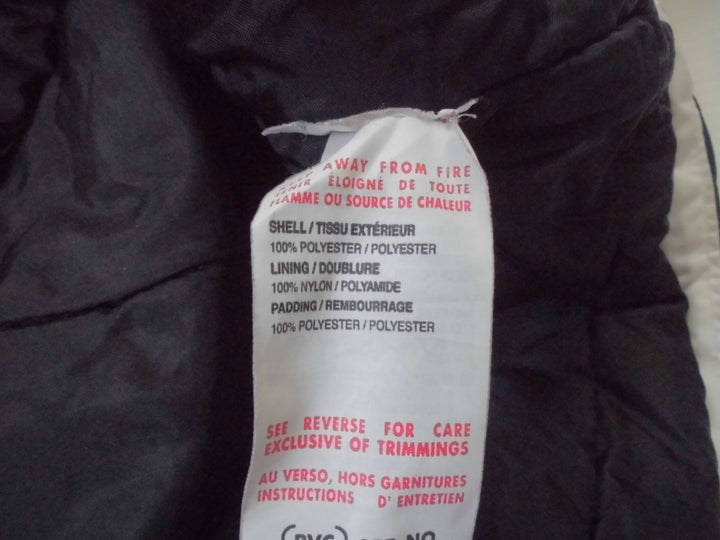 AWAY FROM FIRE
TENIR ÉLOIGNÉ DE TOUTE
FLAMME OU SOURCE DE CHALEUR
SHELL / TISSU EXTÉRIEUR
100% POLYESTER / POLYESTER
LINING / DOUBLURE
100% NYLON / POLYAMIDE
PADDING / REMBOURRAGE
100% POLYESTER / POLYESTER
SEE REVERSE FOR CARE
EXCLUSIVE OF TRIMMINGS
AU VERSO, HORS GARNITURES
INSTRUCTIONS D' ENTRETIEN